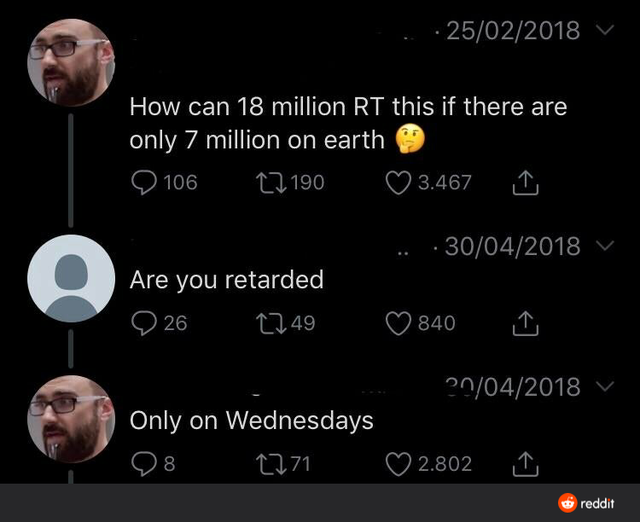 · 25/02/2018
How can 18 million RT this if there are
only 7 million on earth 🤔
106 190 3.467
· 30/04/2018
Are you retarded
26 49 840
/04/2018
Only on Wednesdays
8 71 2.802
reddit